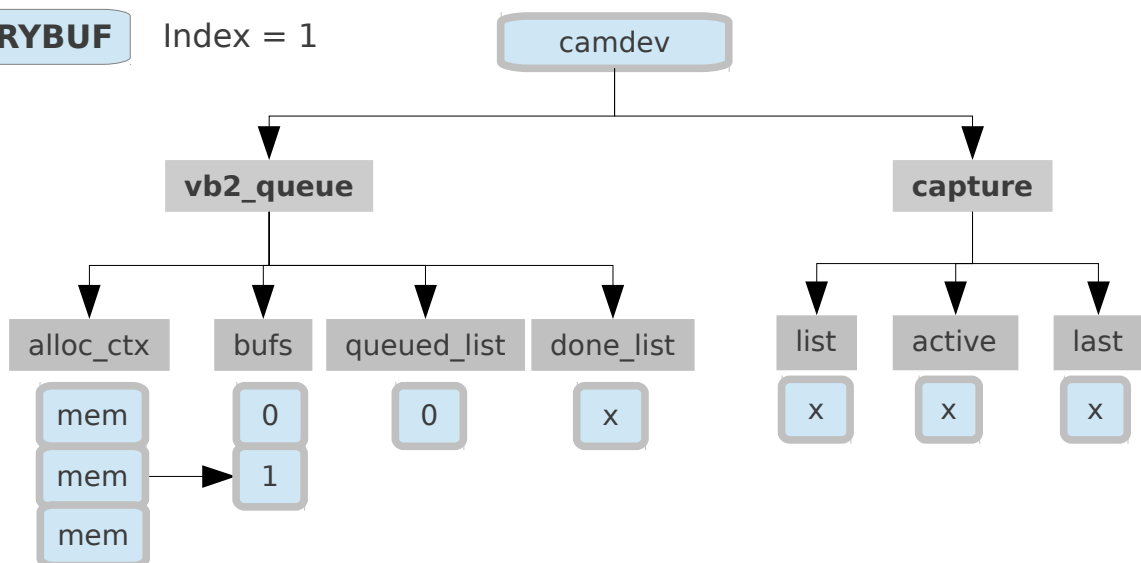 RYBUF Index = 1
camdev
vb2_queue capture
alloc_ctx bufs queued_list done_list list active last
mem 0 0 x x x x
mem 1
mem